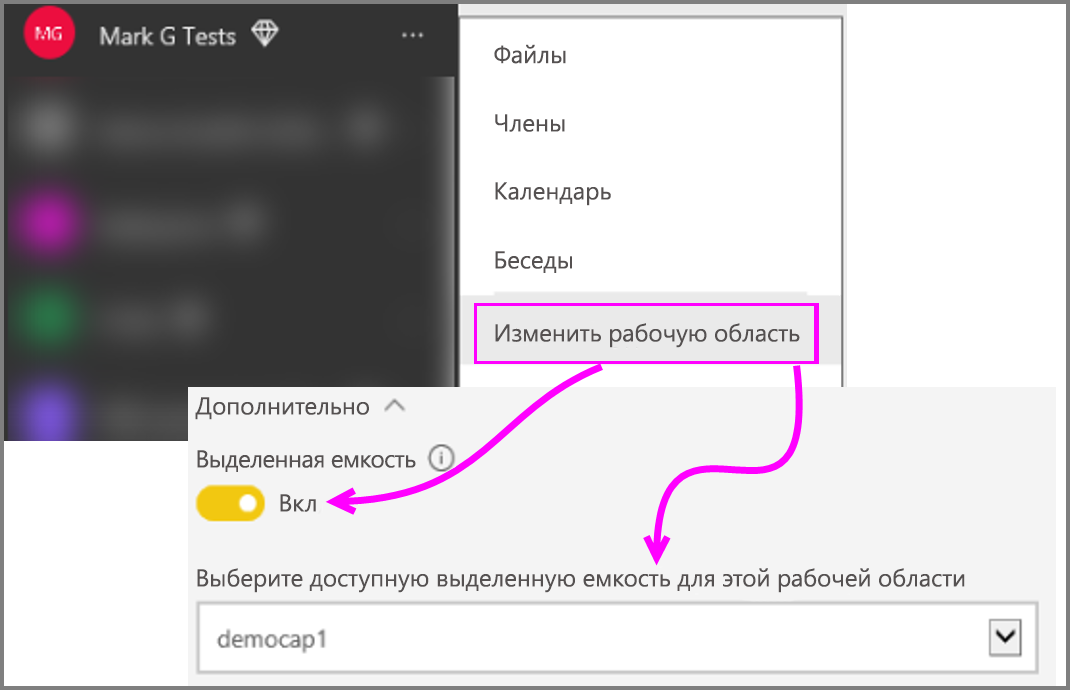 MG
Mark G Tests
...
Файлы
Члены
Календарь
Беседы
Изменить рабочую область
Дополнительно
Выделенная емкость
Вкл
Выберите доступную выделенную емкость для этой рабочей области
democap1